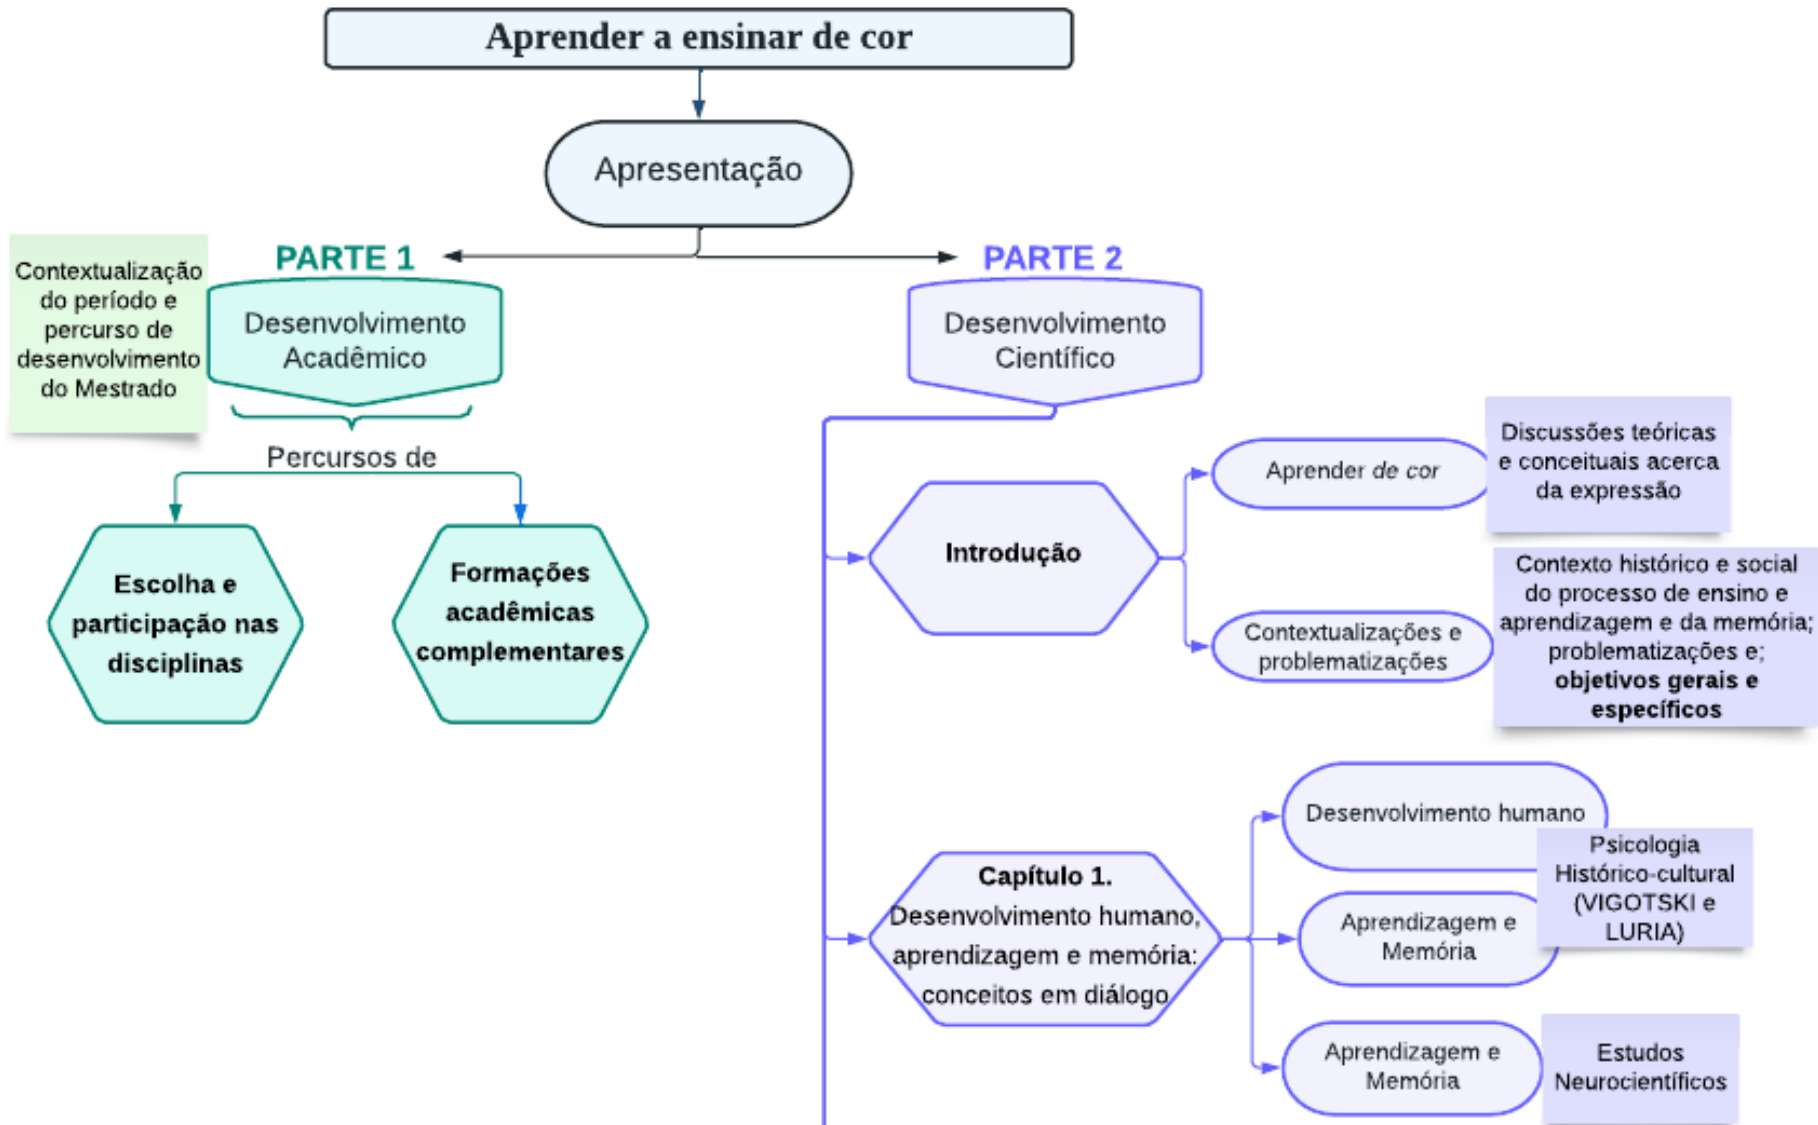 Aprender a ensinar de cor
Apresentação
PARTE 1
Contextualização
do período e
percurso de
desenvolvimento
do Mestrado
Desenvolvimento
Acadêmico
Percursos de
Escolha e
participação nas
disciplinas
Formações
acadêmicas
complementares
PARTE 2
Desenvolvimento
Científico
Introdução
Aprender de cor
Discussões teóricas
e conceituais acerca
da expressão
Contextualizações e
problematizações
Contexto histórico e social
do processo de ensino e
aprendizagem e da memória;
problematizações e;
objetivos gerais e
específicos
Capítulo 1.
Desenvolvimento humano,
aprendizagem e memória:
conceitos em diálogo
Desenvolvimento humano
Psicologia
Histórico-cultural
(VIGOTSKI e
LURIA)
Aprendizagem e
Memória
Aprendizagem e
Memória
Estudos
Neurocientíficos